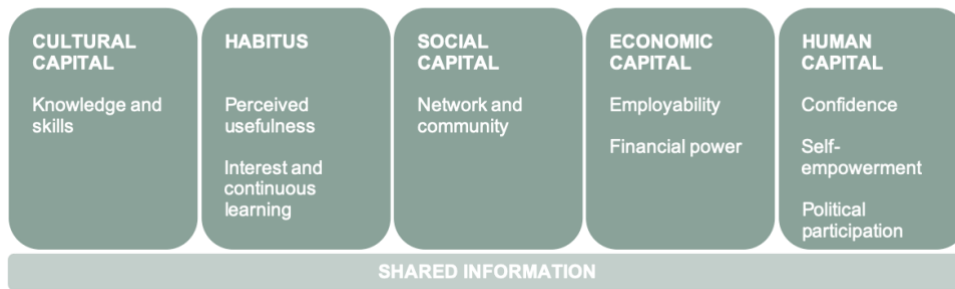 CULTURAL
CAPITAL
Knowledge and
skills
HABITUS
Perceived
usefulness
Interest and
continuous
learning
SOCIAL
CAPITAL
Network and
community
ECONOMIC
CAPITAL
Employability
Financial power
HUMAN
CAPITAL
Confidence
Self-
empowerment
Political
participation
SHARED INFORMATION